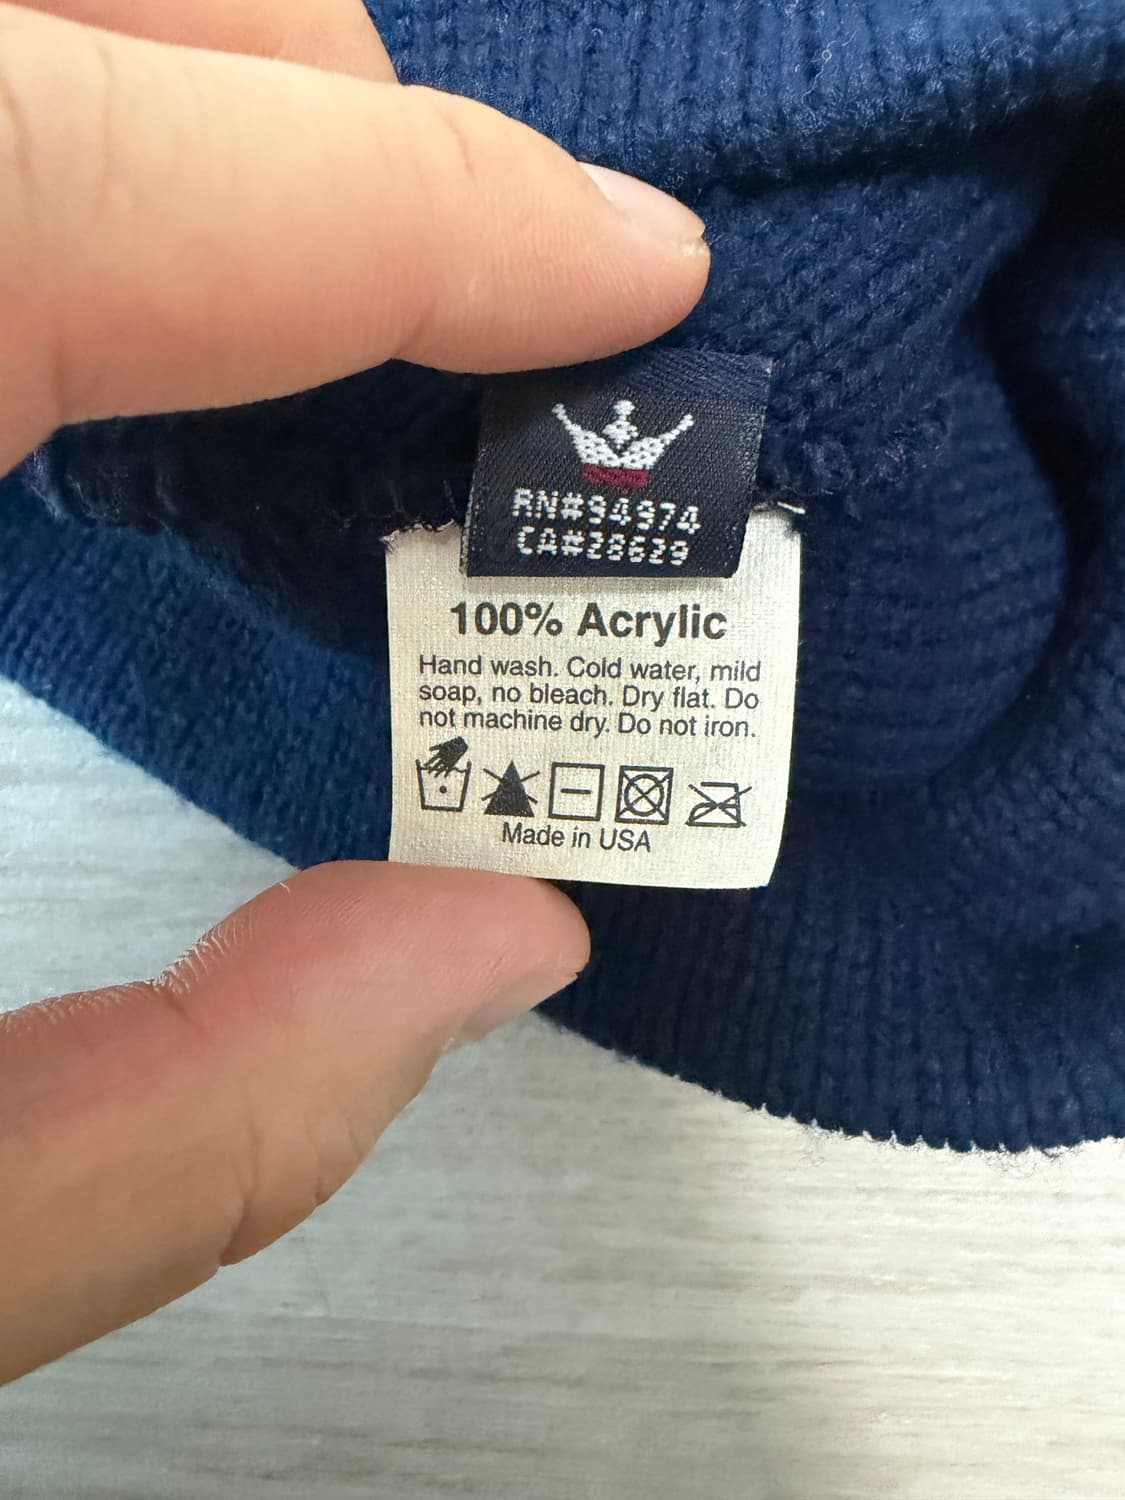 RN#94974
CA#28629
100% Acrylic
Hand wash. Cold water, mild
soap, no bleach. Dry flat. Do
not machine dry. Do not iron.
Made in USA